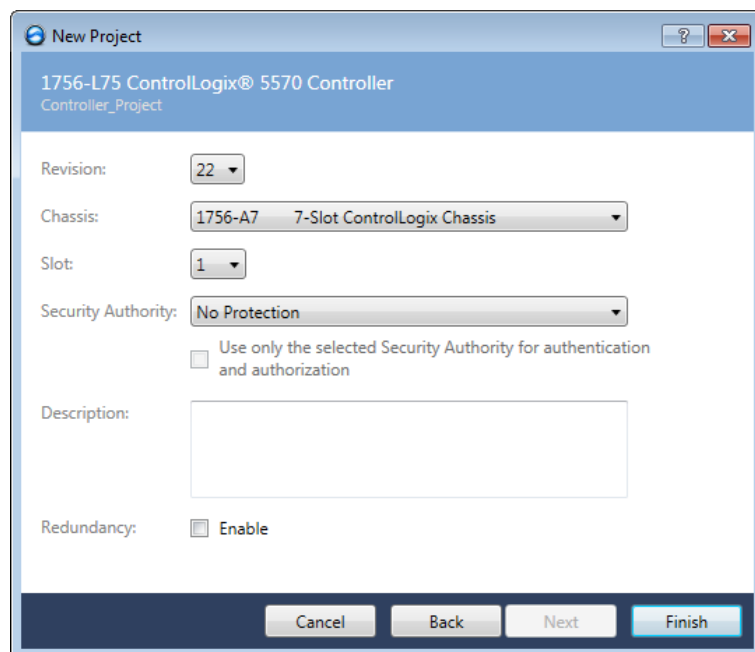 New Project
?
1756-L75 ControlLogix® 5570 Controller
Controller_Project
Revision: 22
Chassis: 1756-A7 7-Slot ControlLogix Chassis
Slot: 1
Security Authority: No Protection
Use only the selected Security Authority for authentication
and authorization
Description:
Redundancy: Enable
Cancel Back Next Finish